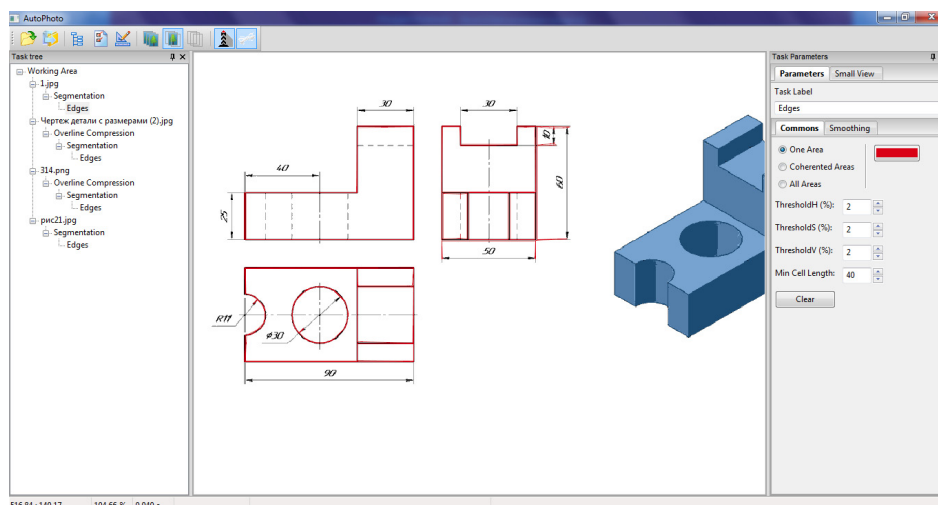 AutoPhoto
Task tree
Working Area
1.jpg
Segmentation
Edges
Чертеж детали с размерами (2).jpg
Overline Compression
Segmentation
Edges
314.png
Overline Compression
Segmentation
Edges
рис21.jpg
Segmentation
Edges
30
30
10
40
60
25
50
R11
⌀30
90
Task Parameters
Parameters Small View
Task Label
Edges
Commons Smoothing
One Area
Coherented Areas
All Areas
ThresholdH (%): 2
ThresholdS (%): 2
ThresholdV (%): 2
Min Cell Length: 40
Clear